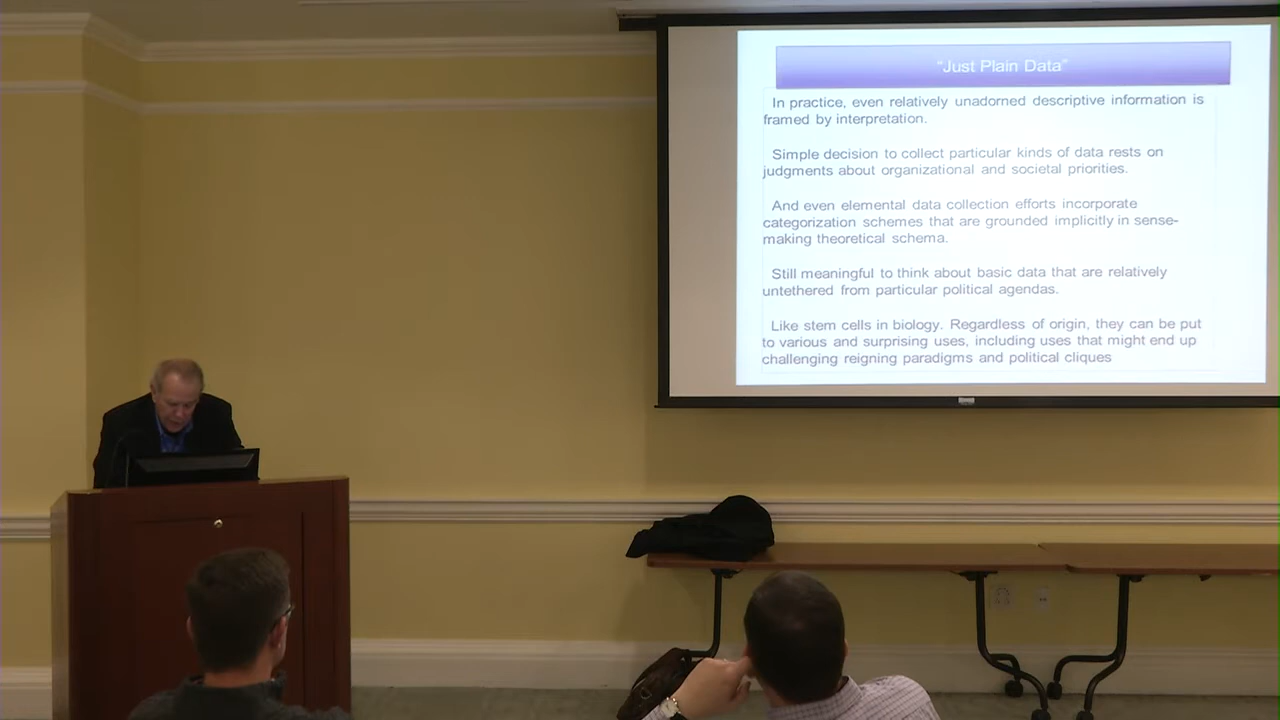 "Just Plain Data"
In practice, even relatively unadorned descriptive information is
framed by interpretation.
Simple decision to collect particular kinds of data rests on
judgments about organizational and societal priorities.
And even elemental data collection efforts incorporate
categorization schemes that are grounded implicitly in sense-
making theoretical schema.
Still meaningful to think about basic data that are relatively
untethered from particular political agendas.
Like stem cells in biology. Regardless of origin, they can be put
to various and surprising uses, including uses that might end up
challenging reigning paradigms and political cliques